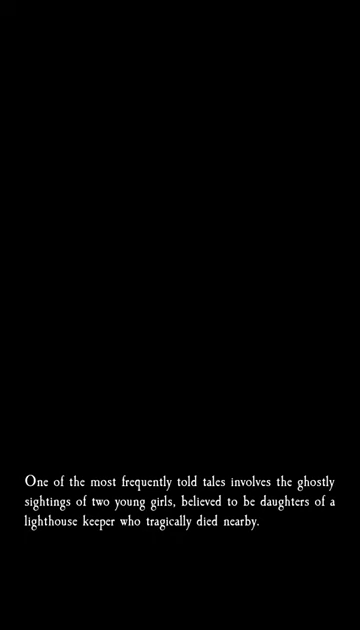 One of the most frequently told tales involves the ghostly
sightings of two young girls, believed to be daughters of a
lighthouse keeper who tragically died nearby.